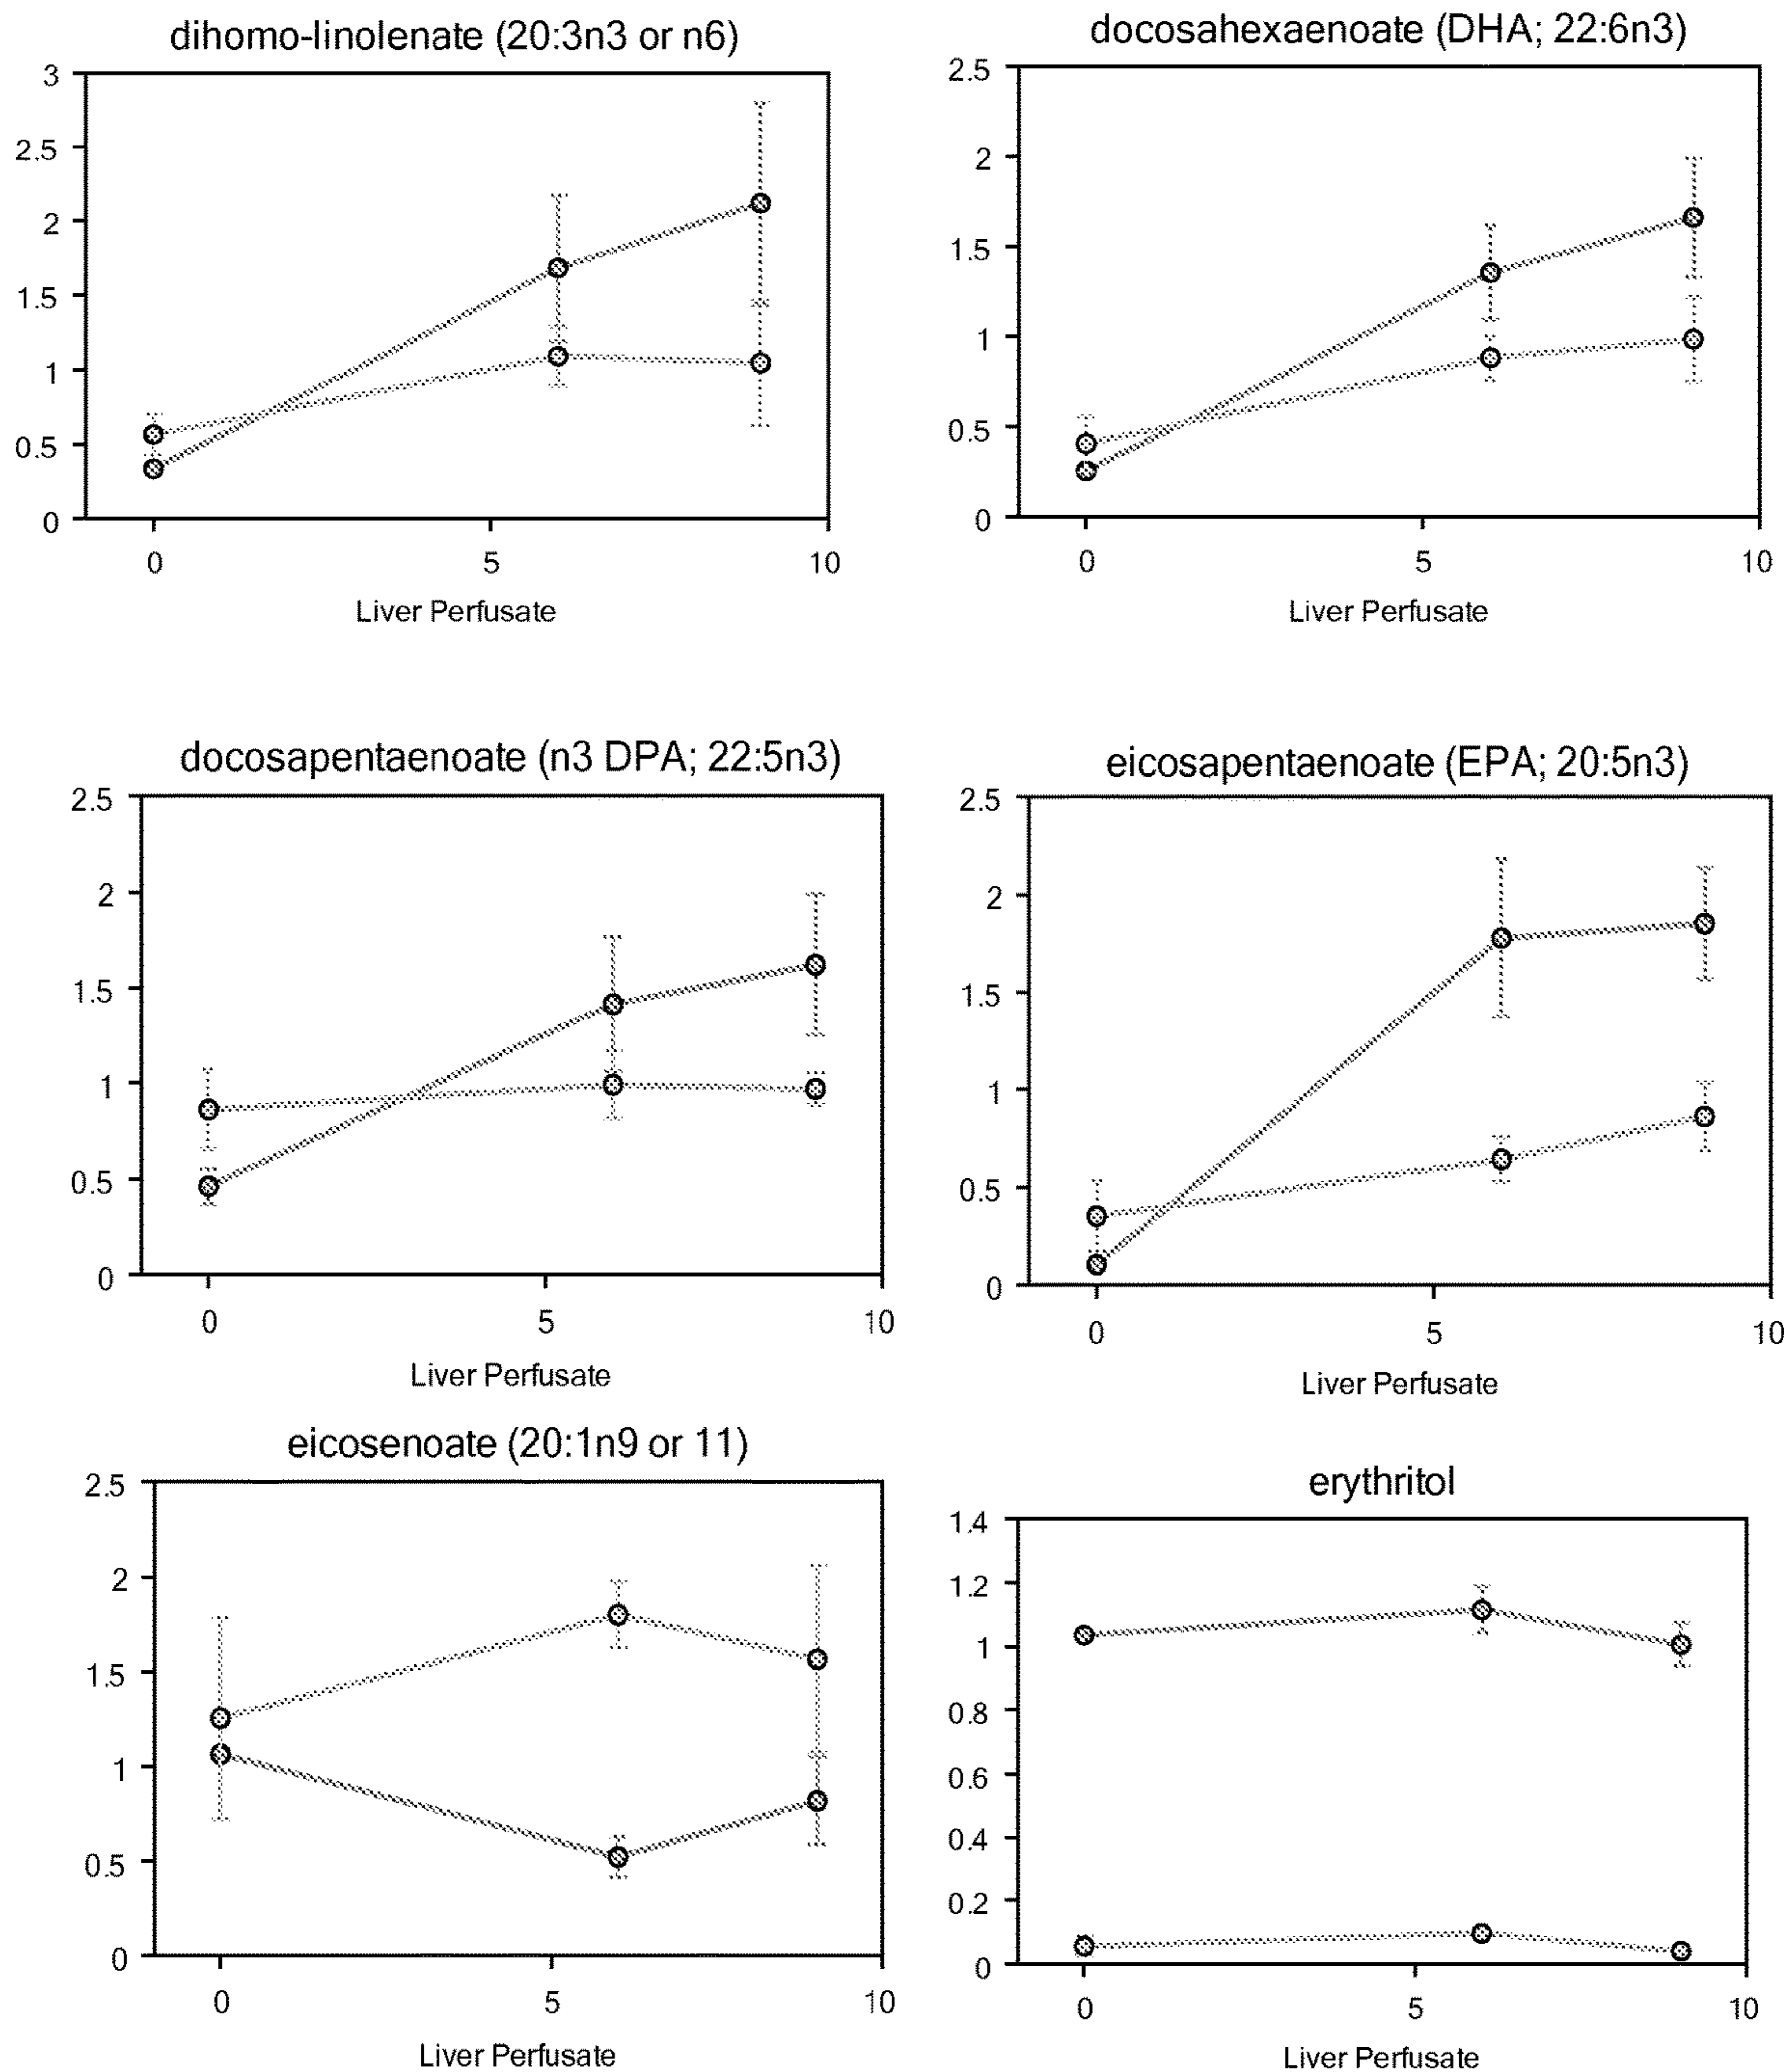 dihomo-linolenate (20:3n3 or n6)
3
2.5
2
1.5
1
0.5
0
0 5 10
Liver Perfusate
docosahexaenoate (DHA; 22:6n3)
2.5
2
1.5
1
0.5
0
0 5 10
Liver Perfusate
docosapentaenoate (n3 DPA; 22:5n3)
2.5
2
1.5
1
0.5
0
0 5 10
Liver Perfusate
eicosapentaenoate (EPA; 20:5n3)
2.5
2
1.5
1
0.5
0
0 5 10
Liver Perfusate
eicosenoate (20:1n9 or 11)
2.5
2
1.5
1
0.5
0
0 5 10
Liver Perfusate
erythritol
1.4
1.2
1
0.8
0.6
0.4
0.2
0
0 5 10
Liver Perfusate